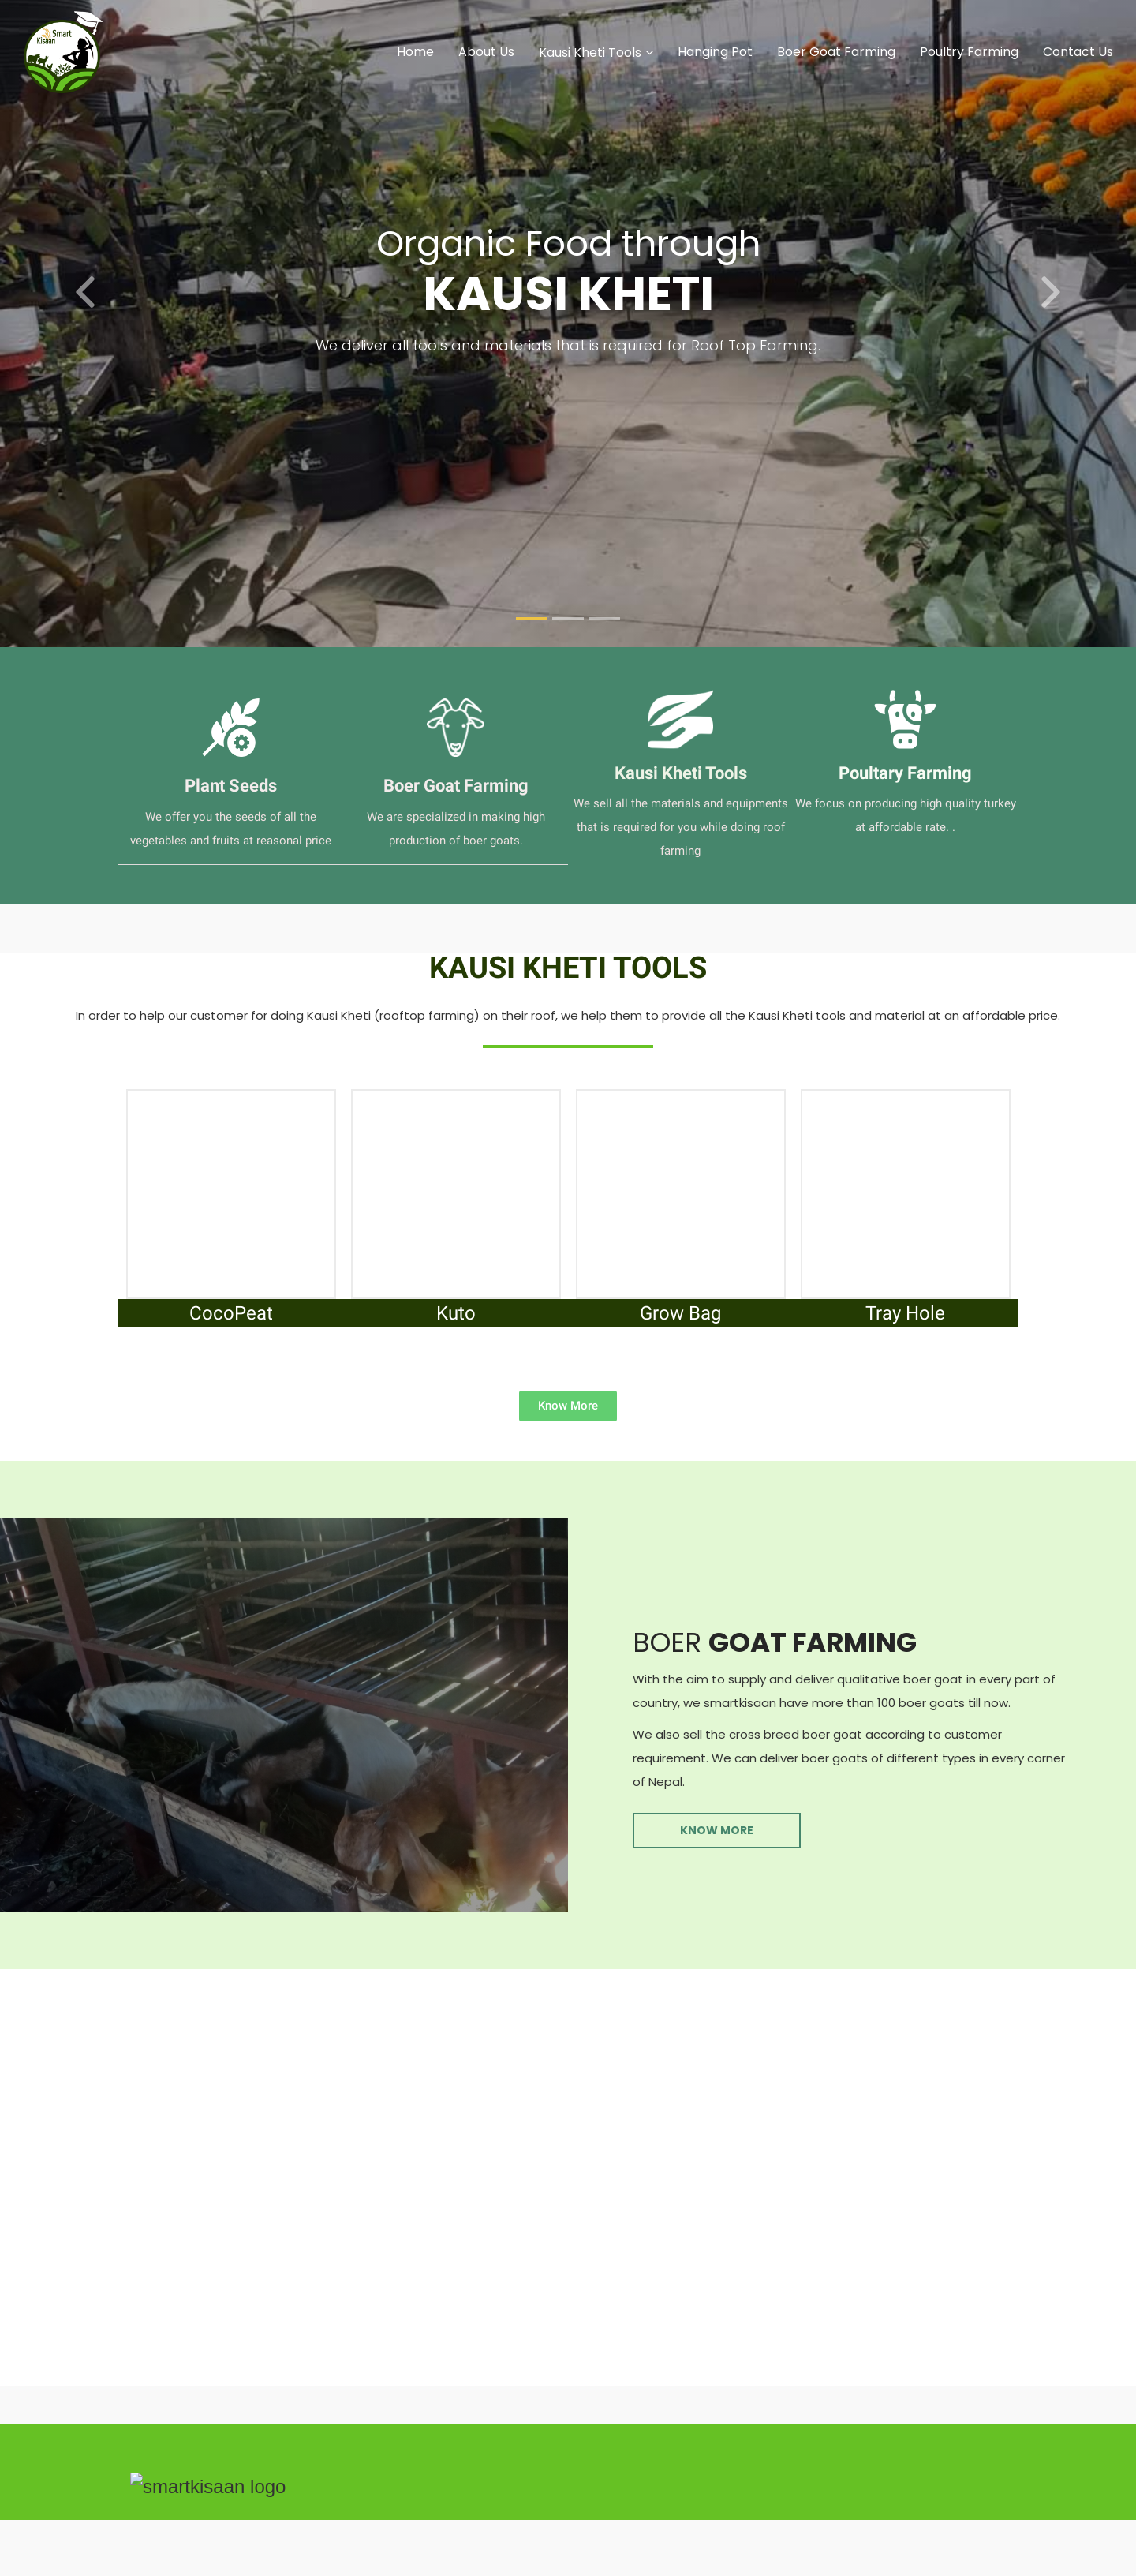 Smart
Kisaan
Home About Us Kausi Kheti Tools Hanging Pot Boer Goat Farming Poultry Farming Contact Us
Organic Food through
KAUSI KHETI
We deliver all tools and materials that is required for Roof Top Farming.
Plant Seeds
We offer you the seeds of all the
vegetables and fruits at reasonal price
Boer Goat Farming
We are specialized in making high
production of boer goats.
Kausi Kheti Tools
We sell all the materials and equipments
that is required for you while doing roof
farming
Poultary Farming
We focus on producing high quality turkey
at affordable rate. .
KAUSI KHETI TOOLS
In order to help our customer for doing Kausi Kheti (rooftop farming) on their roof, we help them to provide all the Kausi Kheti tools and material at an affordable price.
CocoPeat
Kuto
Grow Bag
Tray Hole
Know More
BOER GOAT FARMING
With the aim to supply and deliver qualitative boer goat in every part of
country, we smartkisaan have more than 100 boer goats till now.
We also sell the cross breed boer goat according to customer
requirement. We can deliver boer goats of different types in every corner
of Nepal.
KNOW MORE
smartkisaan logo